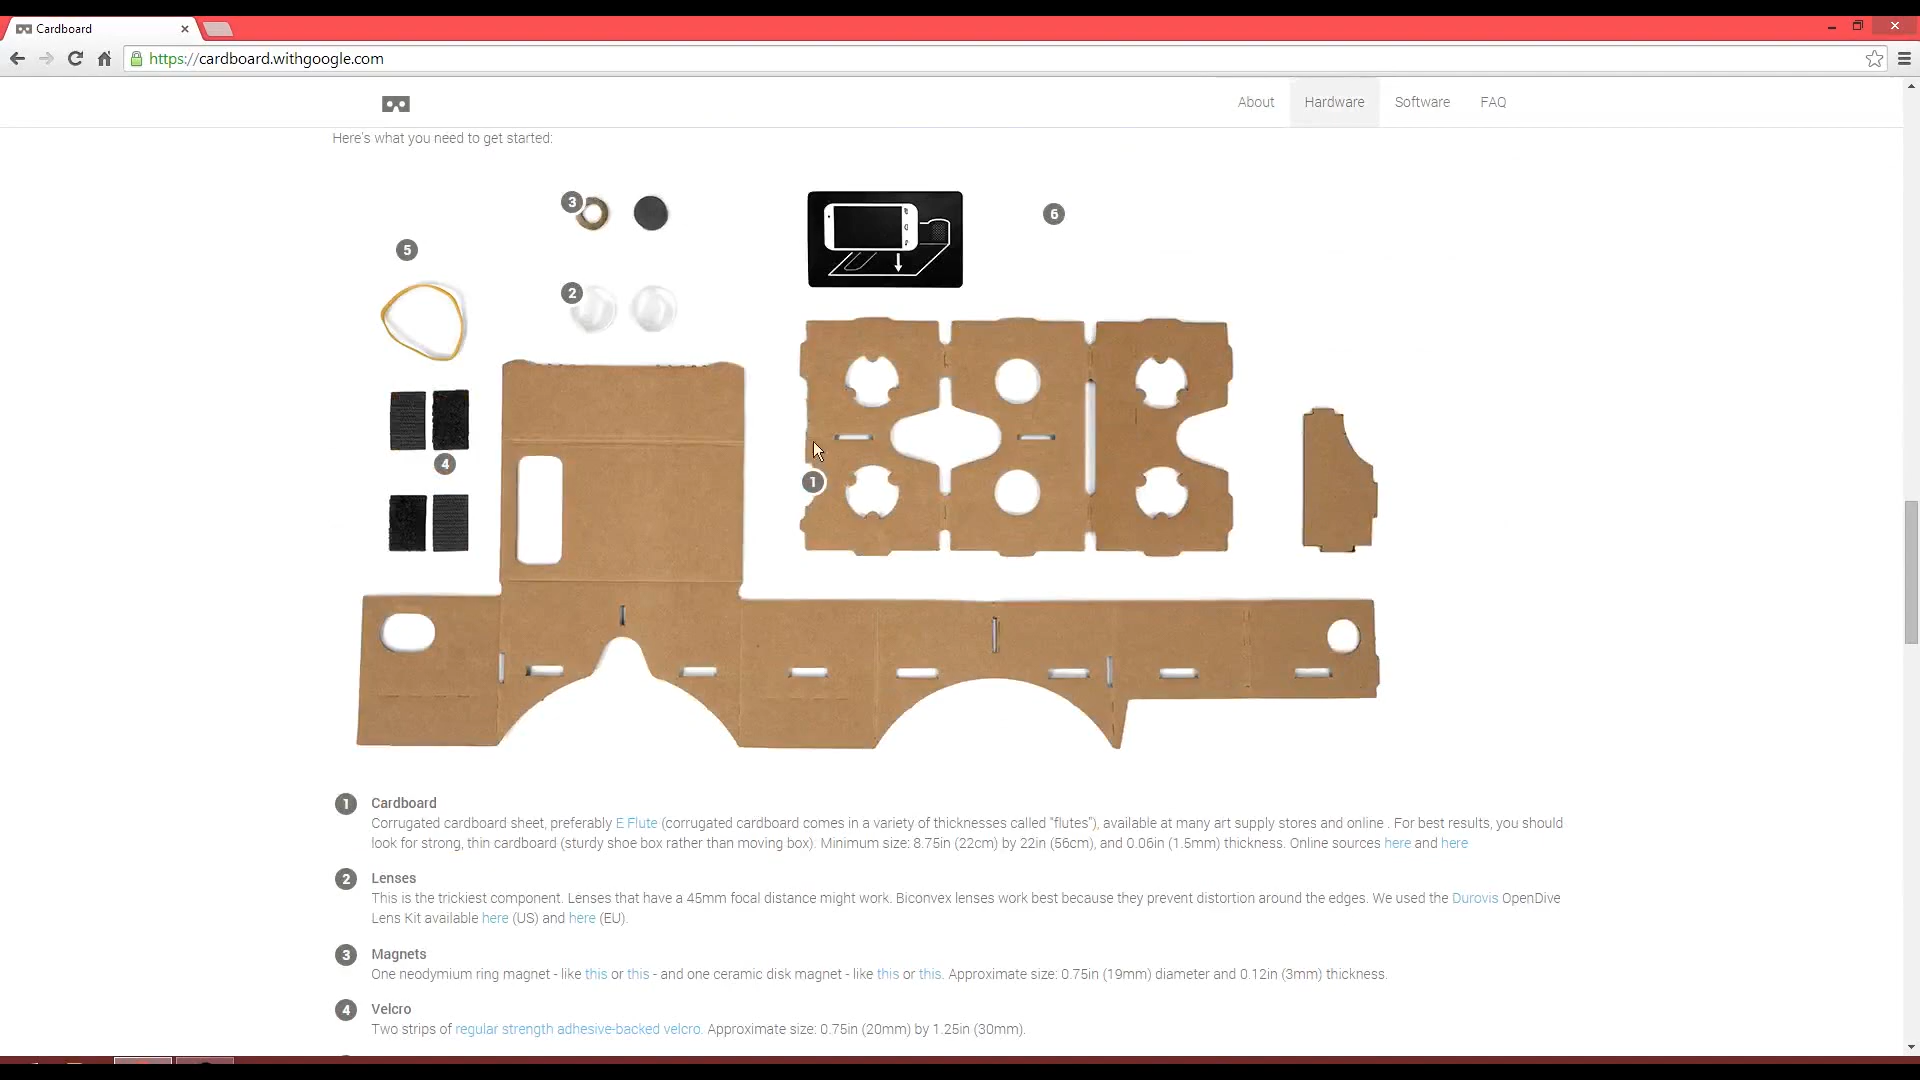 Cardboard
https://cardboard.withgoogle.com
About
Hardware
Software
FAQ
Here's what you need to get started:
3
6
5
2
4
1
1 Cardboard
Corrugated cardboard sheet, preferably E Flute (corrugated cardboard comes in a variety of thicknesses called "flutes"), available at many art supply stores and online . For best results, you should
look for strong, thin cardboard (sturdy shoe box rather than moving box). Minimum size: 8.75in (22cm) by 22in (56cm), and 0.06in (1.5mm) thickness. Online sources here and here
2 Lenses
This is the trickiest component. Lenses that have a 45mm focal distance might work. Biconvex lenses work best because they prevent distortion around the edges. We used the Durovis OpenDive
Lens Kit available here (US) and here (EU).
3 Magnets
One neodymium ring magnet - like this or this - and one ceramic disk magnet - like this or this. Approximate size: 0.75in (19mm) diameter and 0.12in (3mm) thickness.
4 Velcro
Two strips of regular strength adhesive-backed velcro. Approximate size: 0.75in (20mm) by 1.25in (30mm).